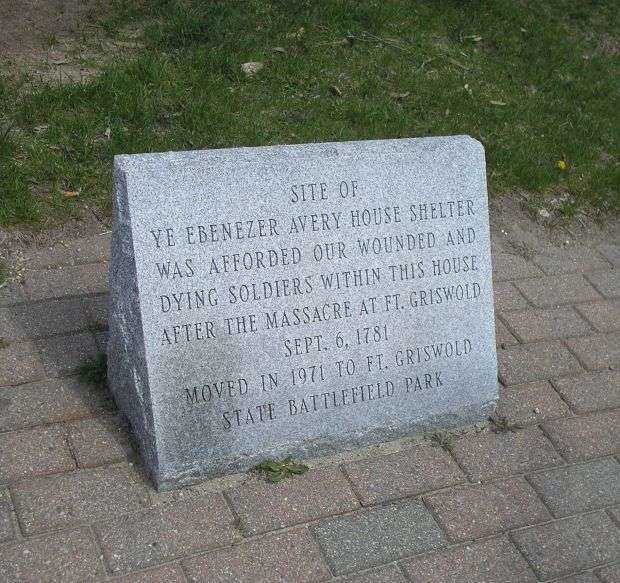 SITE OF
YE EBENEZER AVERY HOUSE SHELTER
WAS AFFORDED OUR WOUNDED AND
DYING SOLDIERS WITHIN THIS HOUSE
AFTER THE MASSACRE AT FT. GRISWOLD
SEPT. 6, 1781
MOVED IN 1971 TO FT. GRISWOLD
STATE BATTLEFIELD PARK